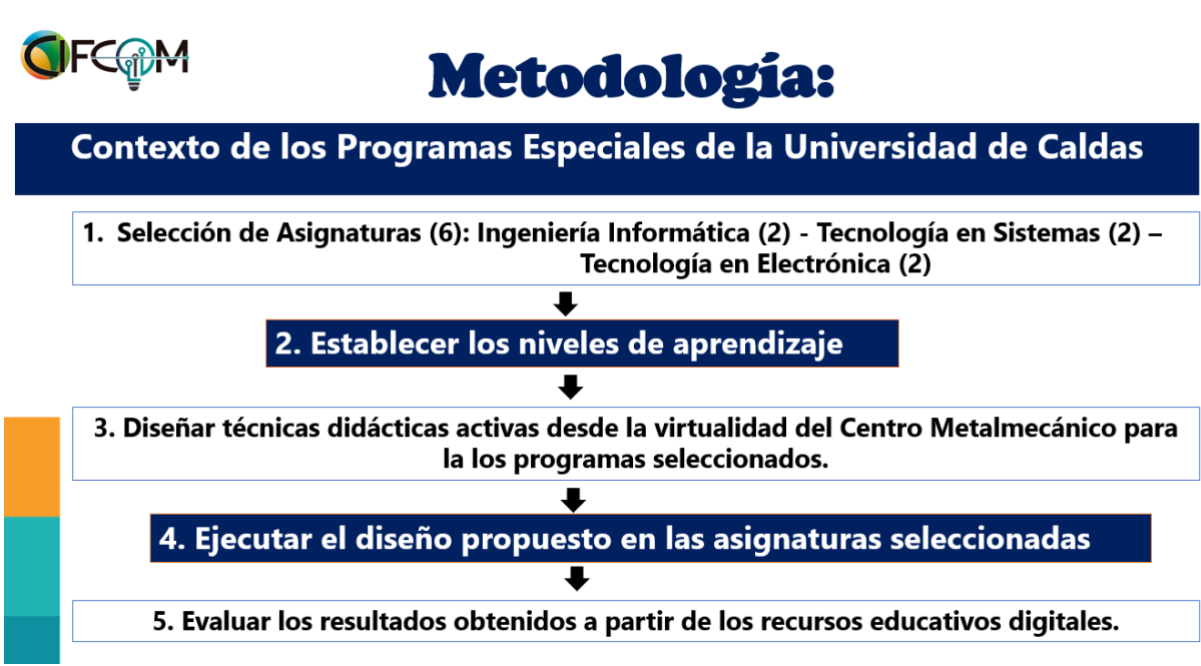 CIFCOM
Metodología:
Contexto de los Programas Especiales de la Universidad de Caldas
1. Selección de Asignaturas (6): Ingeniería Informática (2) - Tecnología en Sistemas (2) –
Tecnología en Electrónica (2)
2. Establecer los niveles de aprendizaje
3. Diseñar técnicas didácticas activas desde la virtualidad del Centro Metalmecánico para
la los programas seleccionados.
4. Ejecutar el diseño propuesto en las asignaturas seleccionadas
5. Evaluar los resultados obtenidos a partir de los recursos educativos digitales.